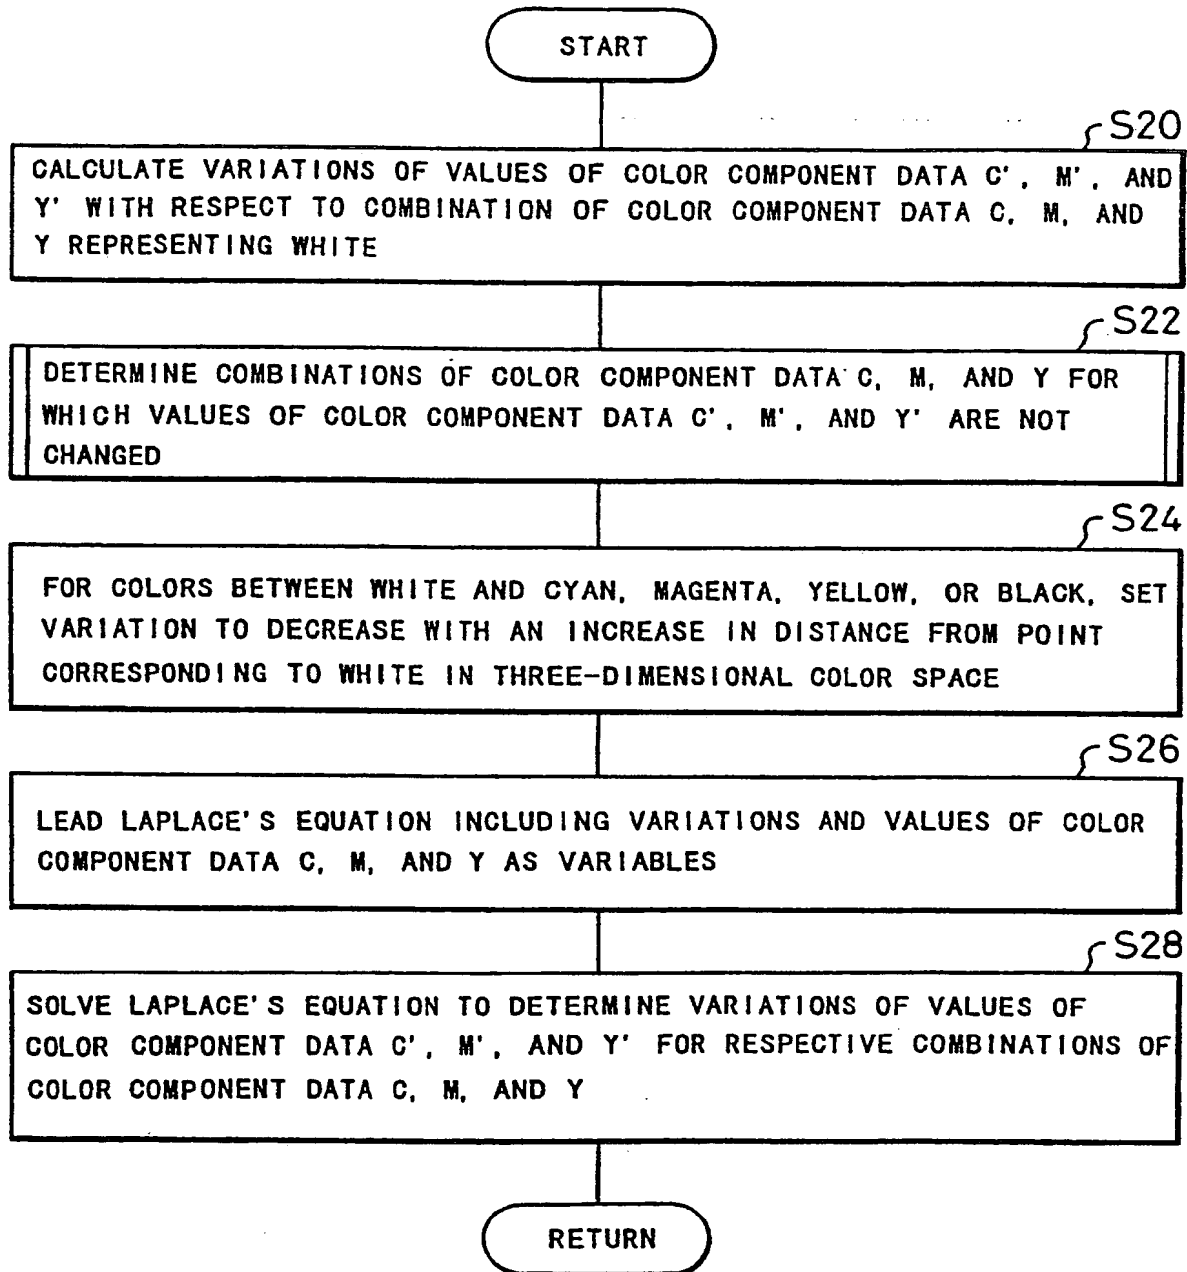 START
S20
CALCULATE VARIATIONS OF VALUES OF COLOR COMPONENT DATA C', M', AND
Y' WITH RESPECT TO COMBINATION OF COLOR COMPONENT DATA C, M, AND
Y REPRESENTING WHITE
S22
DETERMINE COMBINATIONS OF COLOR COMPONENT DATA C, M, AND Y FOR
WHICH VALUES OF COLOR COMPONENT DATA C', M', AND Y' ARE NOT
CHANGED
S24
FOR COLORS BETWEEN WHITE AND CYAN, MAGENTA, YELLOW, OR BLACK, SET
VARIATION TO DECREASE WITH AN INCREASE IN DISTANCE FROM POINT
CORRESPONDING TO WHITE IN THREE-DIMENSIONAL COLOR SPACE
S26
LEAD LAPLACE'S EQUATION INCLUDING VARIATIONS AND VALUES OF COLOR
COMPONENT DATA C, M, AND Y AS VARIABLES
S28
SOLVE LAPLACE'S EQUATION TO DETERMINE VARIATIONS OF VALUES OF
COLOR COMPONENT DATA C', M', AND Y' FOR RESPECTIVE COMBINATIONS OF
COLOR COMPONENT DATA C, M, AND Y
RETURN